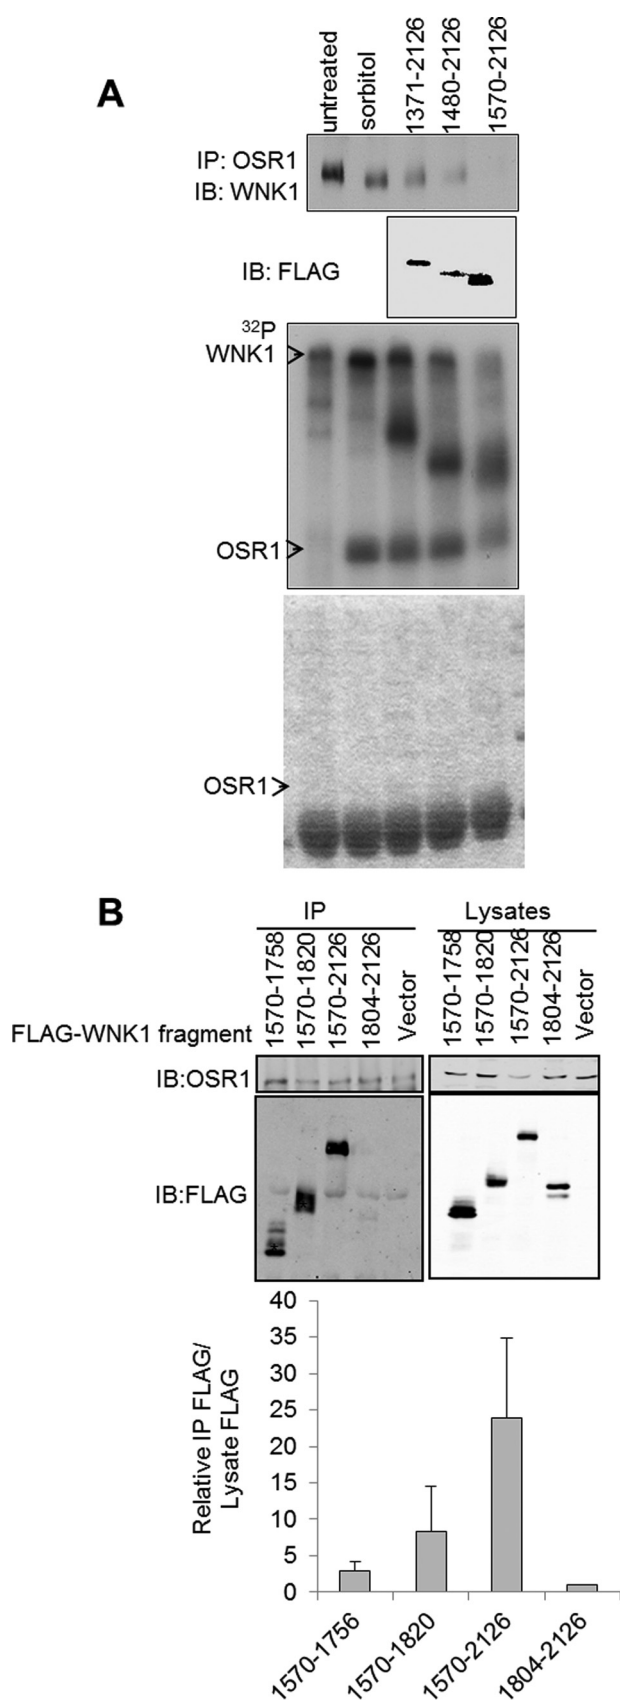 A
untreated
sorbitol
1371-2126
1480-2126
1570-2126
IP: OSR1
IB: WNK1
IB: FLAG
32P
WNK1
OSR1
OSR1
B
IP
Lysates
FLAG-WNK1 fragment
1570-1758
1570-1820
1570-2126
1804-2126
Vector
1570-1758
1570-1820
1570-2126
1804-2126
Vector
IB:OSR1
IB:FLAG
Relative IP FLAG/
Lysate FLAG
40
35
30
25
20
15
10
5
0
1570-1756
1570-1820
1570-2126
1804-2126